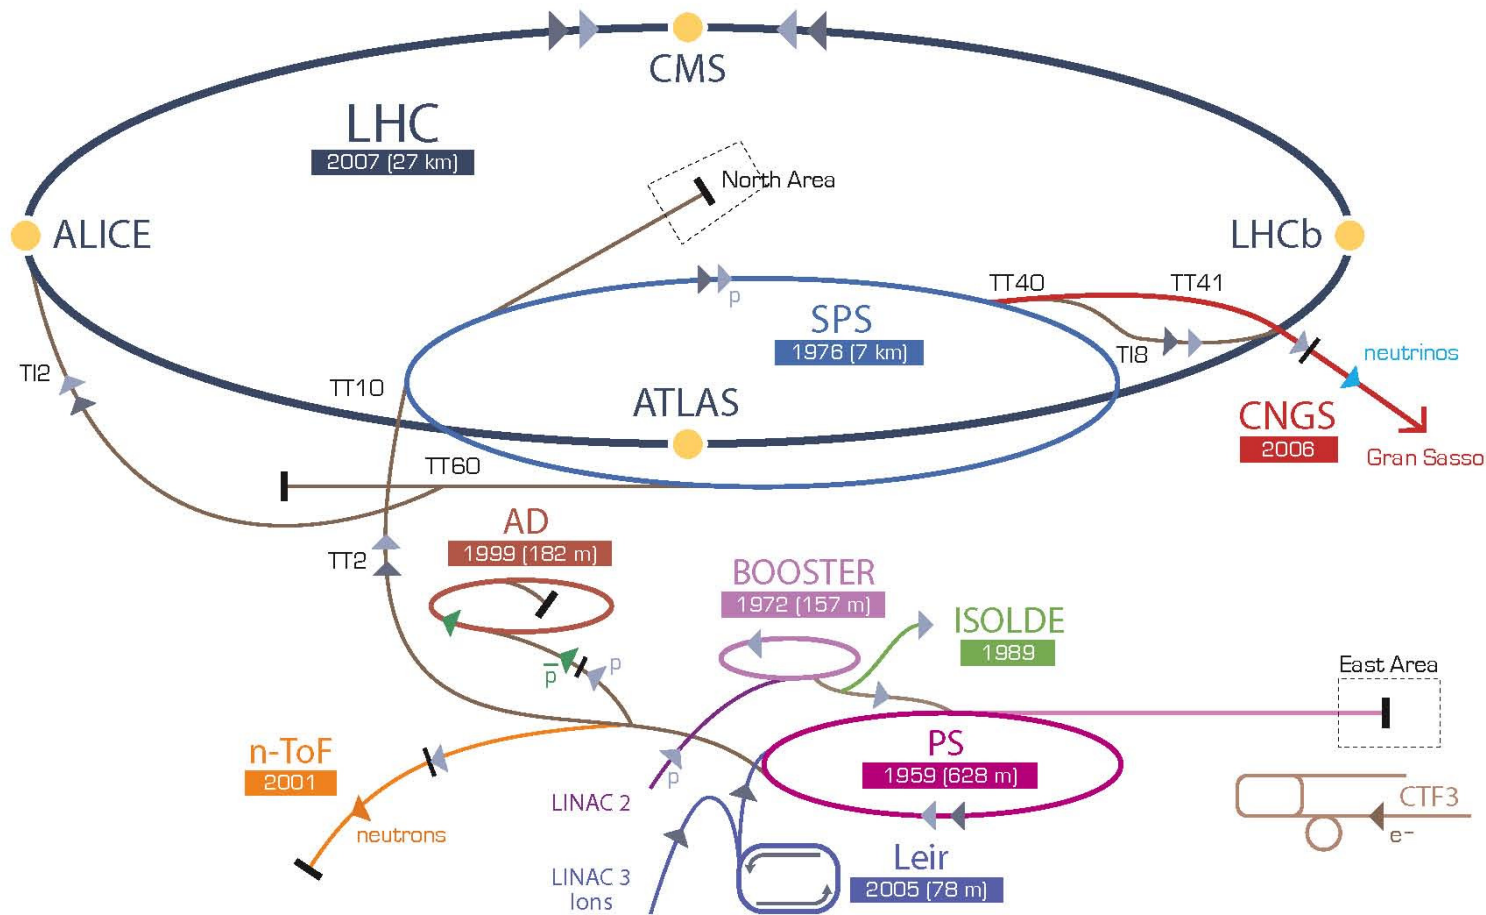 CMS
LHC
2007 (27 km)
North Area
ALICE
LHCb
TT40
TT41
p
SPS
1976 (7 km)
TI8
neutrinos
TI2
TT10
ATLAS
CNGS
2006
Gran Sasso
TT60
AD
1999 (182 m)
TT2
BOOSTER
1972 (157 m)
ISOLDE
1989
East Area
p̅
p
n-ToF
2001
PS
1959 (628 m)
p
LINAC 2
CTF3
neutrons
e−
Leir
2005 (78 m)
LINAC 3
Ions